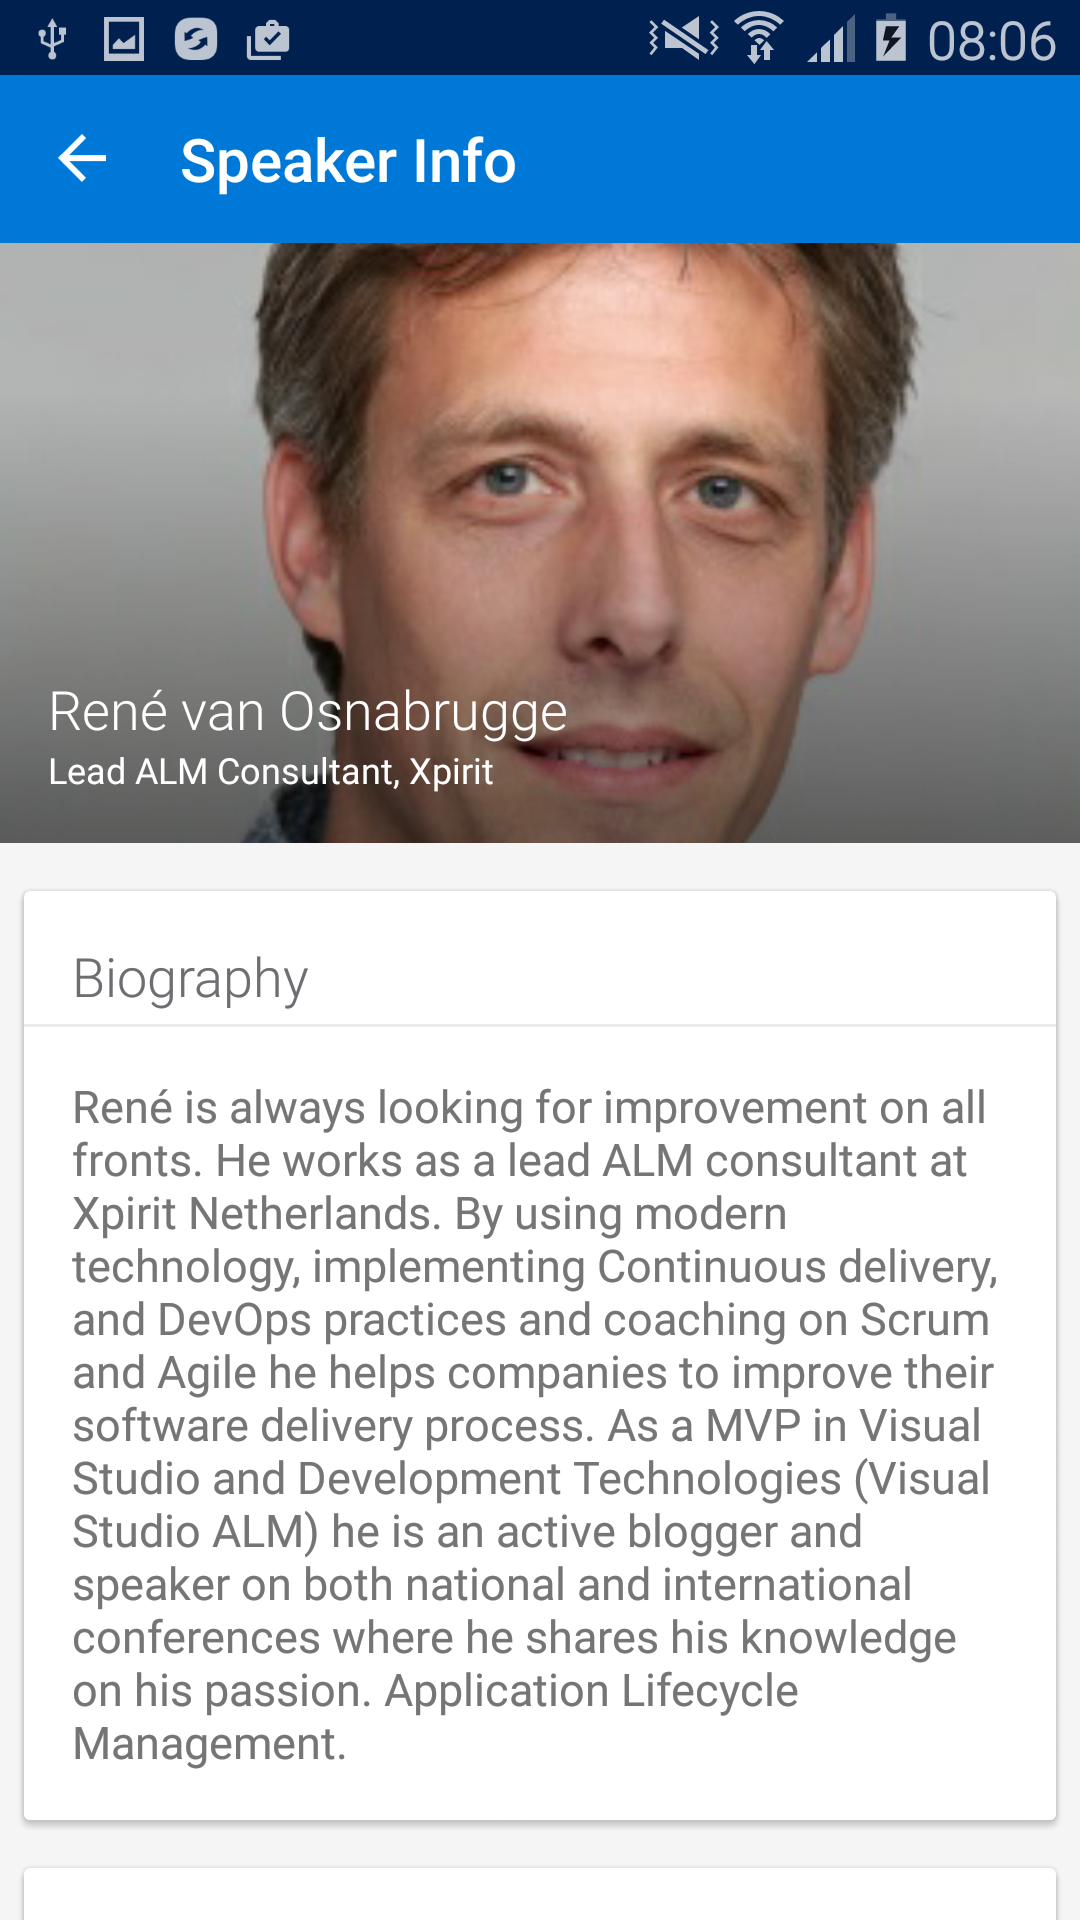 08:06
Speaker Info
René van Osnabrugge
Lead ALM Consultant, Xpirit
Biography
René is always looking for improvement on all
fronts. He works as a lead ALM consultant at
Xpirit Netherlands. By using modern
technology, implementing Continuous delivery,
and DevOps practices and coaching on Scrum
and Agile he helps companies to improve their
software delivery process. As a MVP in Visual
Studio and Development Technologies (Visual
Studio ALM) he is an active blogger and
speaker on both national and international
conferences where he shares his knowledge
on his passion. Application Lifecycle
Management.